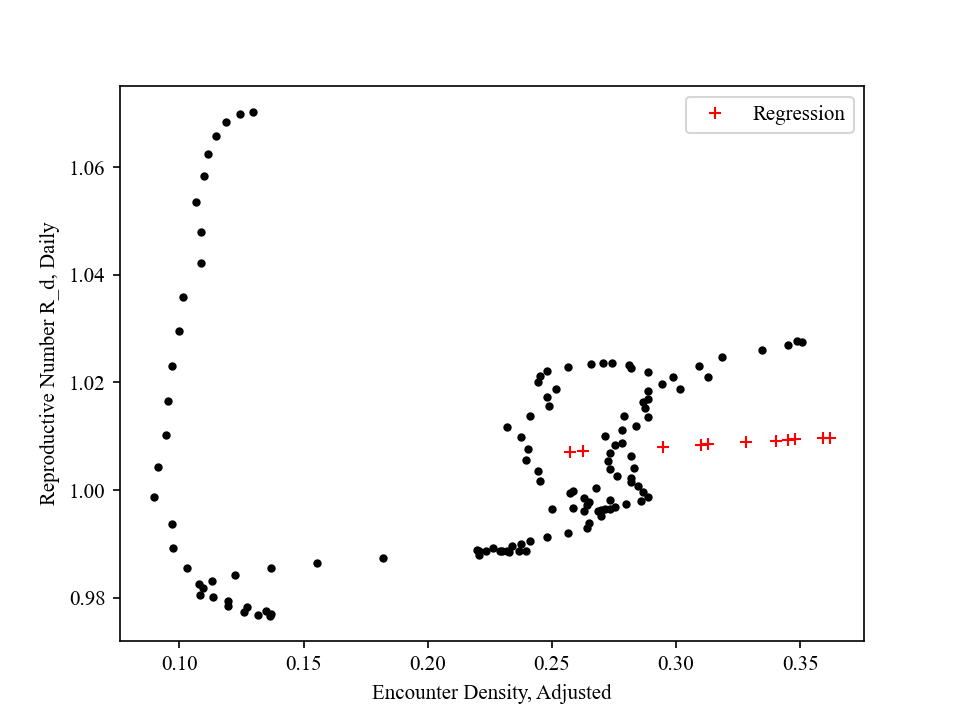 Regression
1.06
1.04
1.02
1.00
0.98
Reproductive Number R_d, Daily
0.10 0.15 0.20 0.25 0.30 0.35
Encounter Density, Adjusted